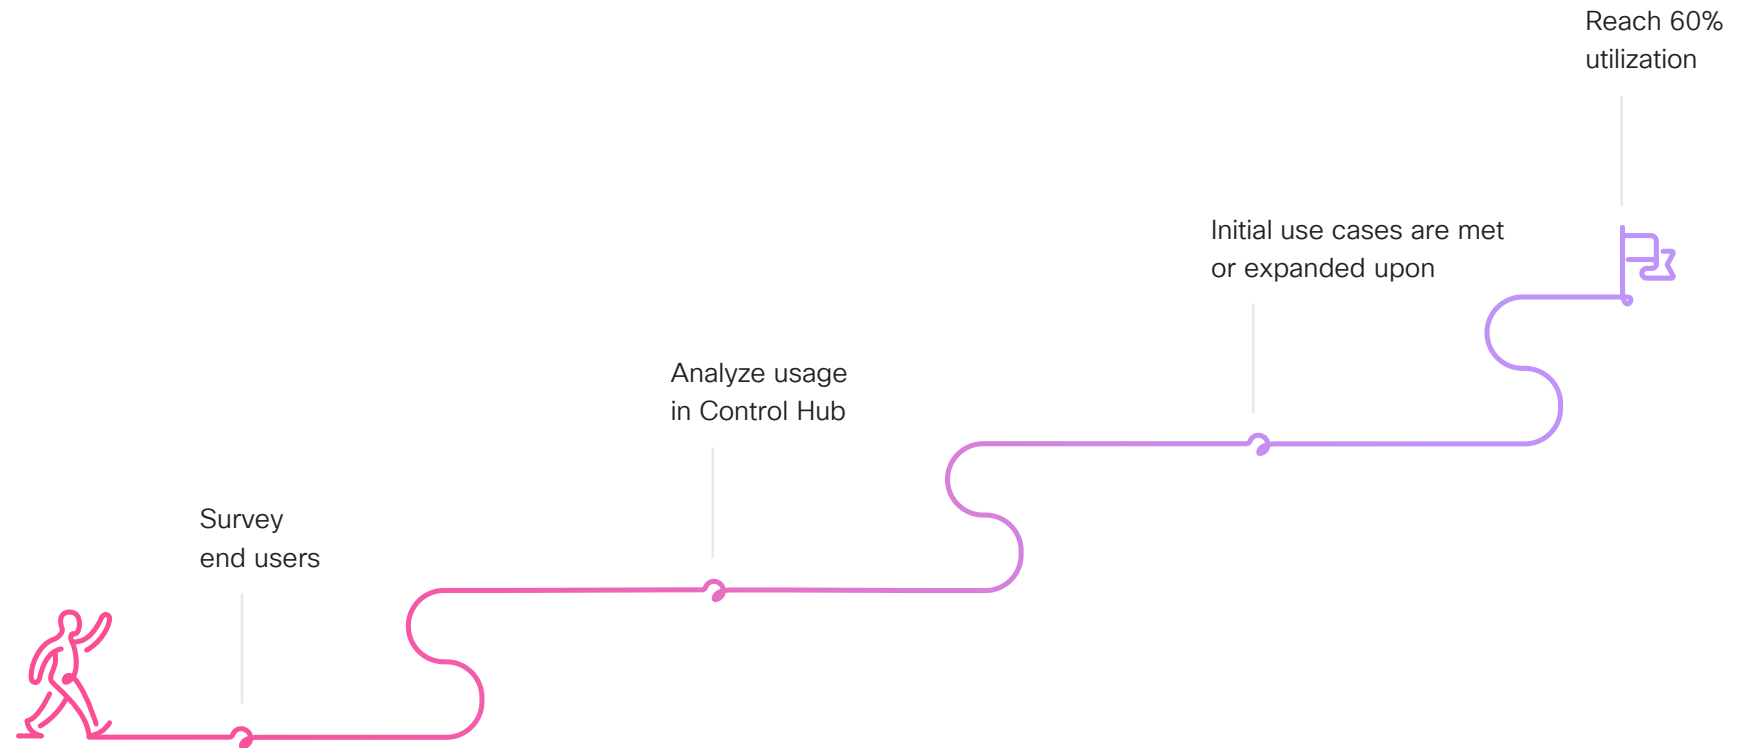 Reach 60%
utilization
Initial use cases are met
or expanded upon
Analyze usage
in Control Hub
Survey
end users